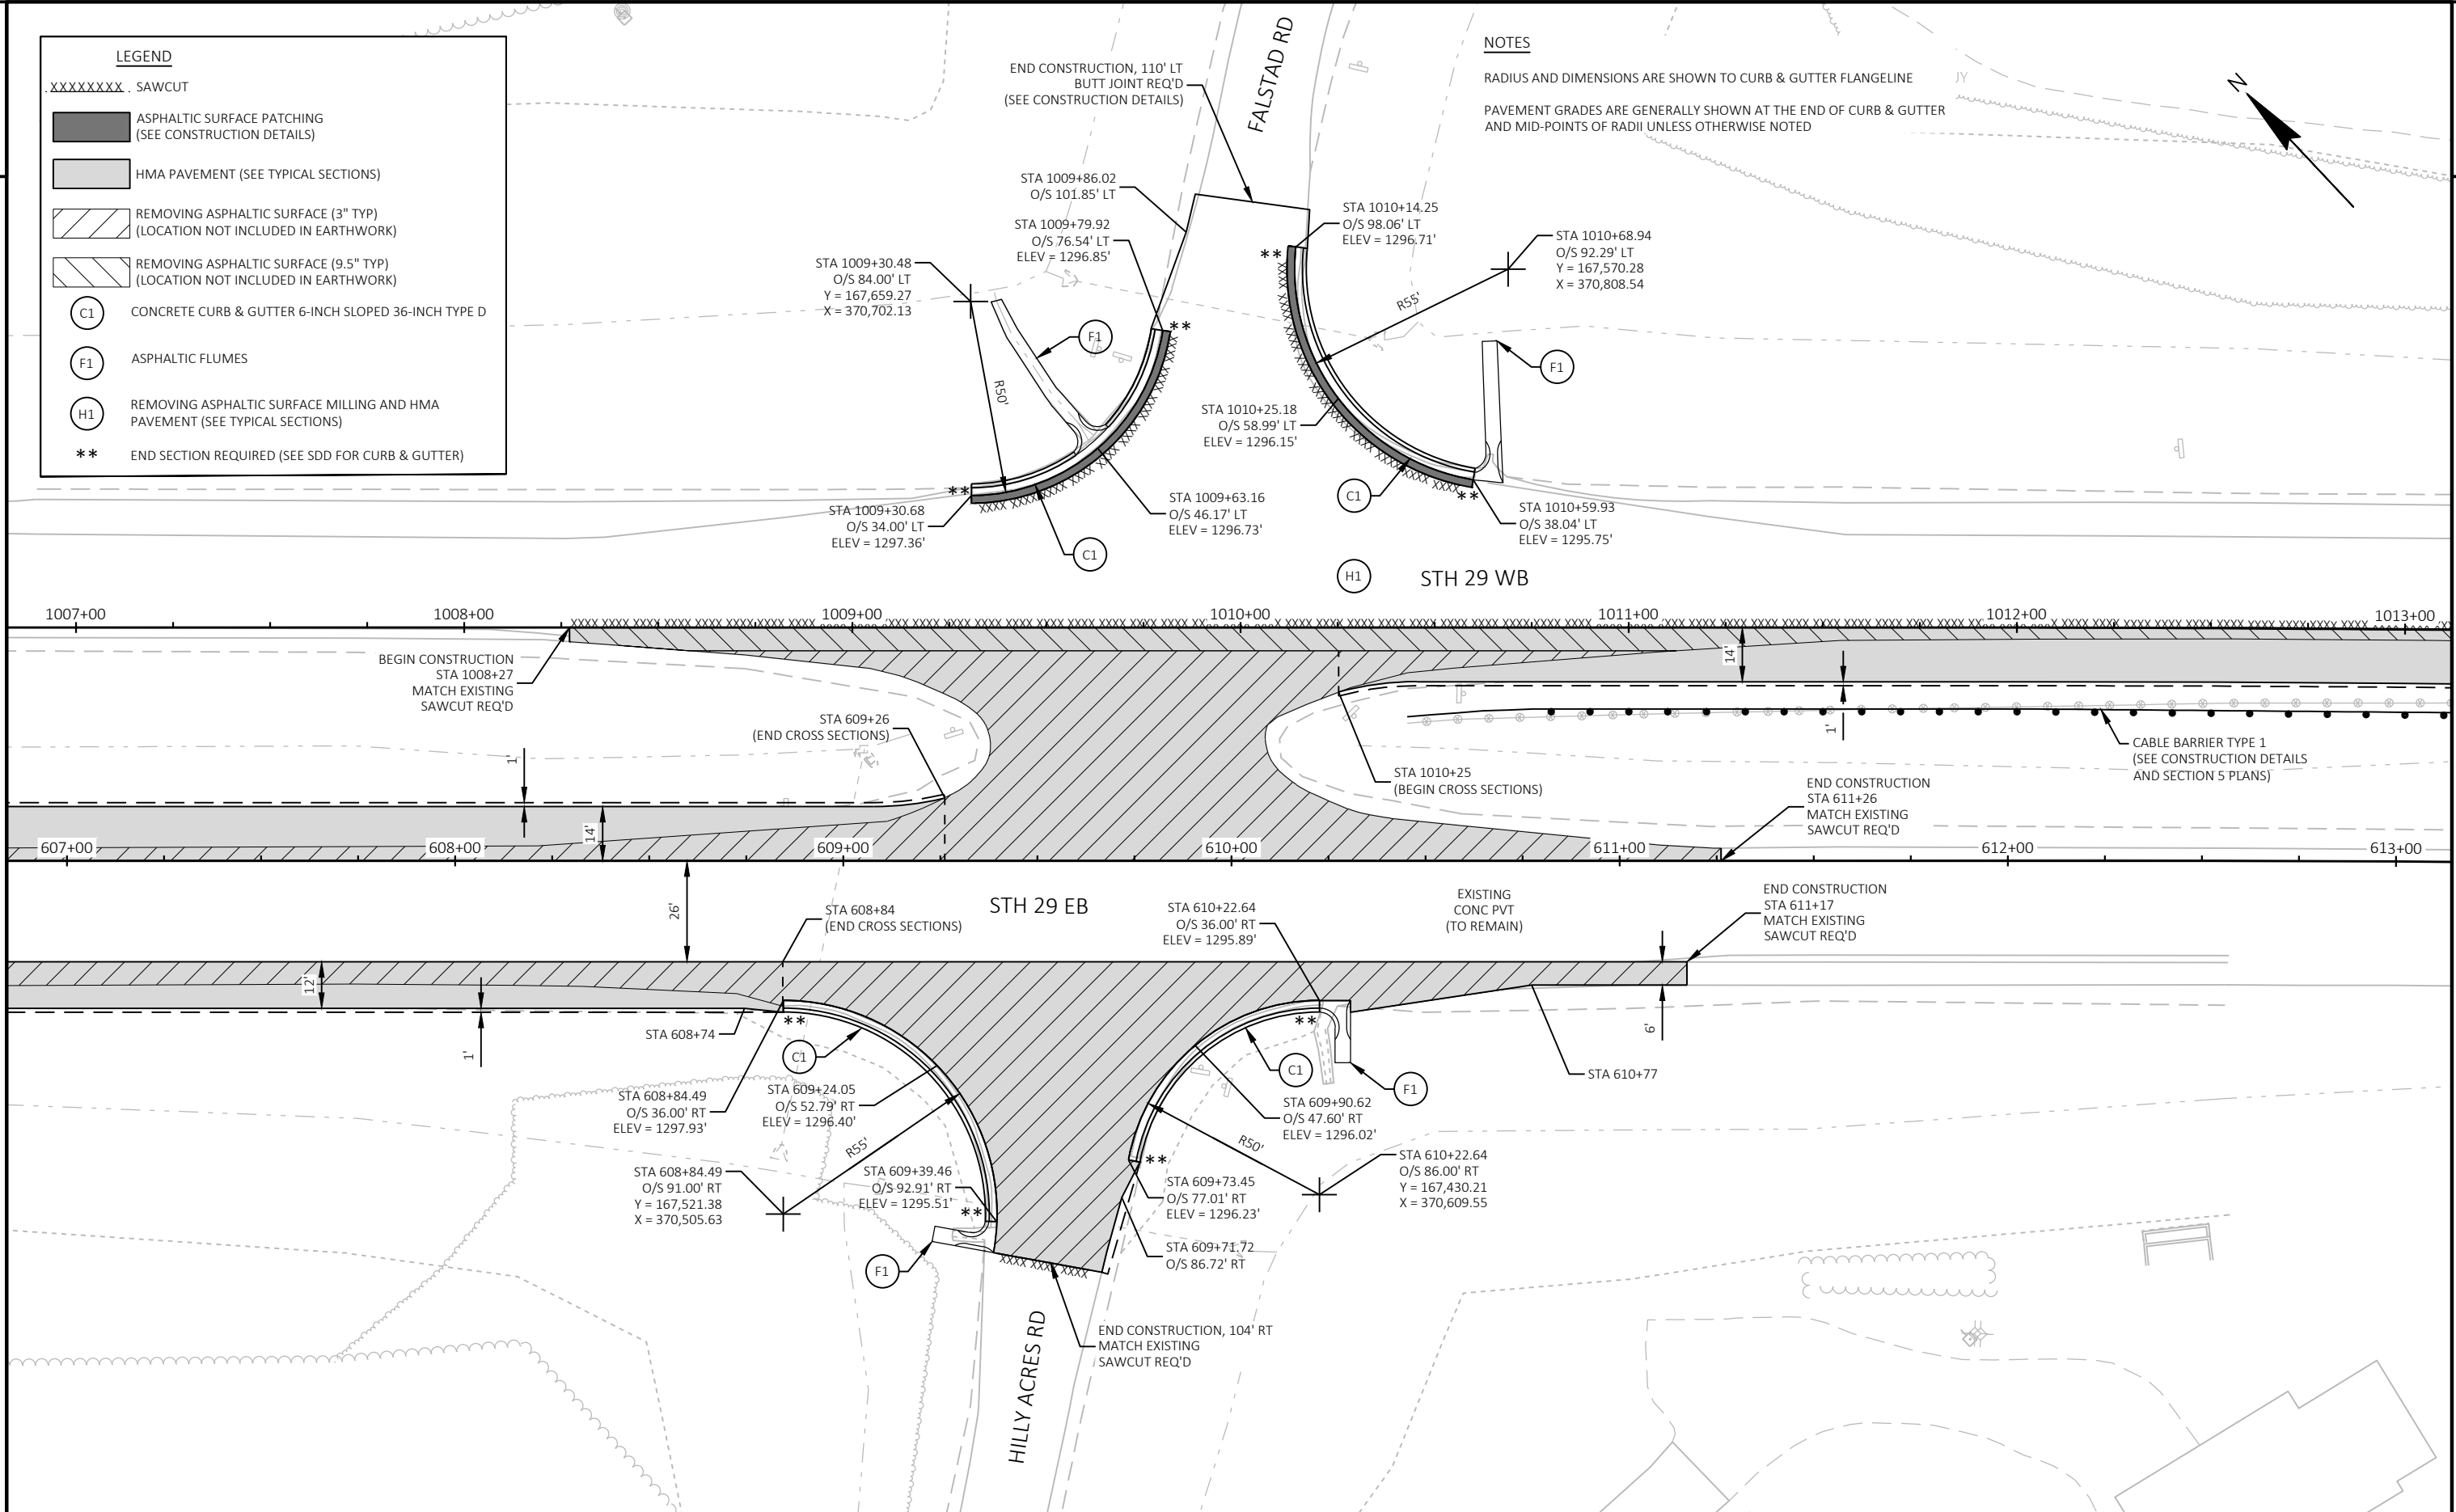 LEGEND
XXXXXXXX SAWCUT
ASPHALTIC SURFACE PATCHING
(SEE CONSTRUCTION DETAILS)
HMA PAVEMENT (SEE TYPICAL SECTIONS)
REMOVING ASPHALTIC SURFACE (3" TYP)
(LOCATION NOT INCLUDED IN EARTHWORK)
REMOVING ASPHALTIC SURFACE (9.5" TYP)
(LOCATION NOT INCLUDED IN EARTHWORK)
C1 CONCRETE CURB & GUTTER 6-INCH SLOPED 36-INCH TYPE D
F1 ASPHALTIC FLUMES
H1 REMOVING ASPHALTIC SURFACE MILLING AND HMA
PAVEMENT (SEE TYPICAL SECTIONS)
** END SECTION REQUIRED (SEE SDD FOR CURB & GUTTER)
NOTES
RADIUS AND DIMENSIONS ARE SHOWN TO CURB & GUTTER FLANGELINE
PAVEMENT GRADES ARE GENERALLY SHOWN AT THE END OF CURB & GUTTER
AND MID-POINTS OF RADII UNLESS OTHERWISE NOTED
N
FALSTAD RD
END CONSTRUCTION, 110' LT
BUTT JOINT REQ'D
(SEE CONSTRUCTION DETAILS)
STA 1009+86.02
O/S 101.85' LT
STA 1009+79.92
O/S 76.54' LT
ELEV = 1296.85'
STA 1009+30.48
O/S 84.00' LT
Y = 167,659.27
X = 370,702.13
STA 1010+14.25
O/S 98.06' LT
ELEV = 1296.71'
STA 1010+68.94
O/S 92.29' LT
Y = 167,570.28
X = 370,808.54
R50'
R55'
F1
F1
**
**
**
**
STA 1010+25.18
O/S 58.99' LT
ELEV = 1296.15'
STA 1009+30.68
O/S 34.00' LT
ELEV = 1297.36'
STA 1009+63.16
O/S 46.17' LT
ELEV = 1296.73'
STA 1010+59.93
O/S 38.04' LT
ELEV = 1295.75'
C1
C1
H1
STH 29 WB
1007+00
1008+00
1009+00
1010+00
1011+00
1012+00
1013+00
BEGIN CONSTRUCTION
STA 1008+27
MATCH EXISTING
SAWCUT REQ'D
14'
1'
STA 609+26
(END CROSS SECTIONS)
STA 1010+25
(BEGIN CROSS SECTIONS)
CABLE BARRIER TYPE 1
(SEE CONSTRUCTION DETAILS
AND SECTION 5 PLANS)
END CONSTRUCTION
STA 611+26
MATCH EXISTING
SAWCUT REQ'D
1'
14'
607+00
608+00
609+00
610+00
611+00
612+00
613+00
26'
STA 608+84
(END CROSS SECTIONS)
STH 29 EB
STA 610+22.64
O/S 36.00' RT
ELEV = 1295.89'
EXISTING
CONC PVT
(TO REMAIN)
END CONSTRUCTION
STA 611+17
MATCH EXISTING
SAWCUT REQ'D
12'
1'
6'
STA 608+74
STA 610+77
**
**
**
**
C1
C1
F1
F1
STA 608+84.49
O/S 36.00' RT
ELEV = 1297.93'
STA 609+24.05
O/S 52.79' RT
ELEV = 1296.40'
STA 609+90.62
O/S 47.60' RT
ELEV = 1296.02'
R55'
R50'
STA 608+84.49
O/S 91.00' RT
Y = 167,521.38
X = 370,505.63
STA 609+39.46
O/S 92.91' RT
ELEV = 1295.51'
STA 609+73.45
O/S 77.01' RT
ELEV = 1296.23'
STA 610+22.64
O/S 86.00' RT
Y = 167,430.21
X = 370,609.55
STA 609+71.72
O/S 86.72' RT
END CONSTRUCTION, 104' RT
MATCH EXISTING
SAWCUT REQ'D
HILLY ACRES RD